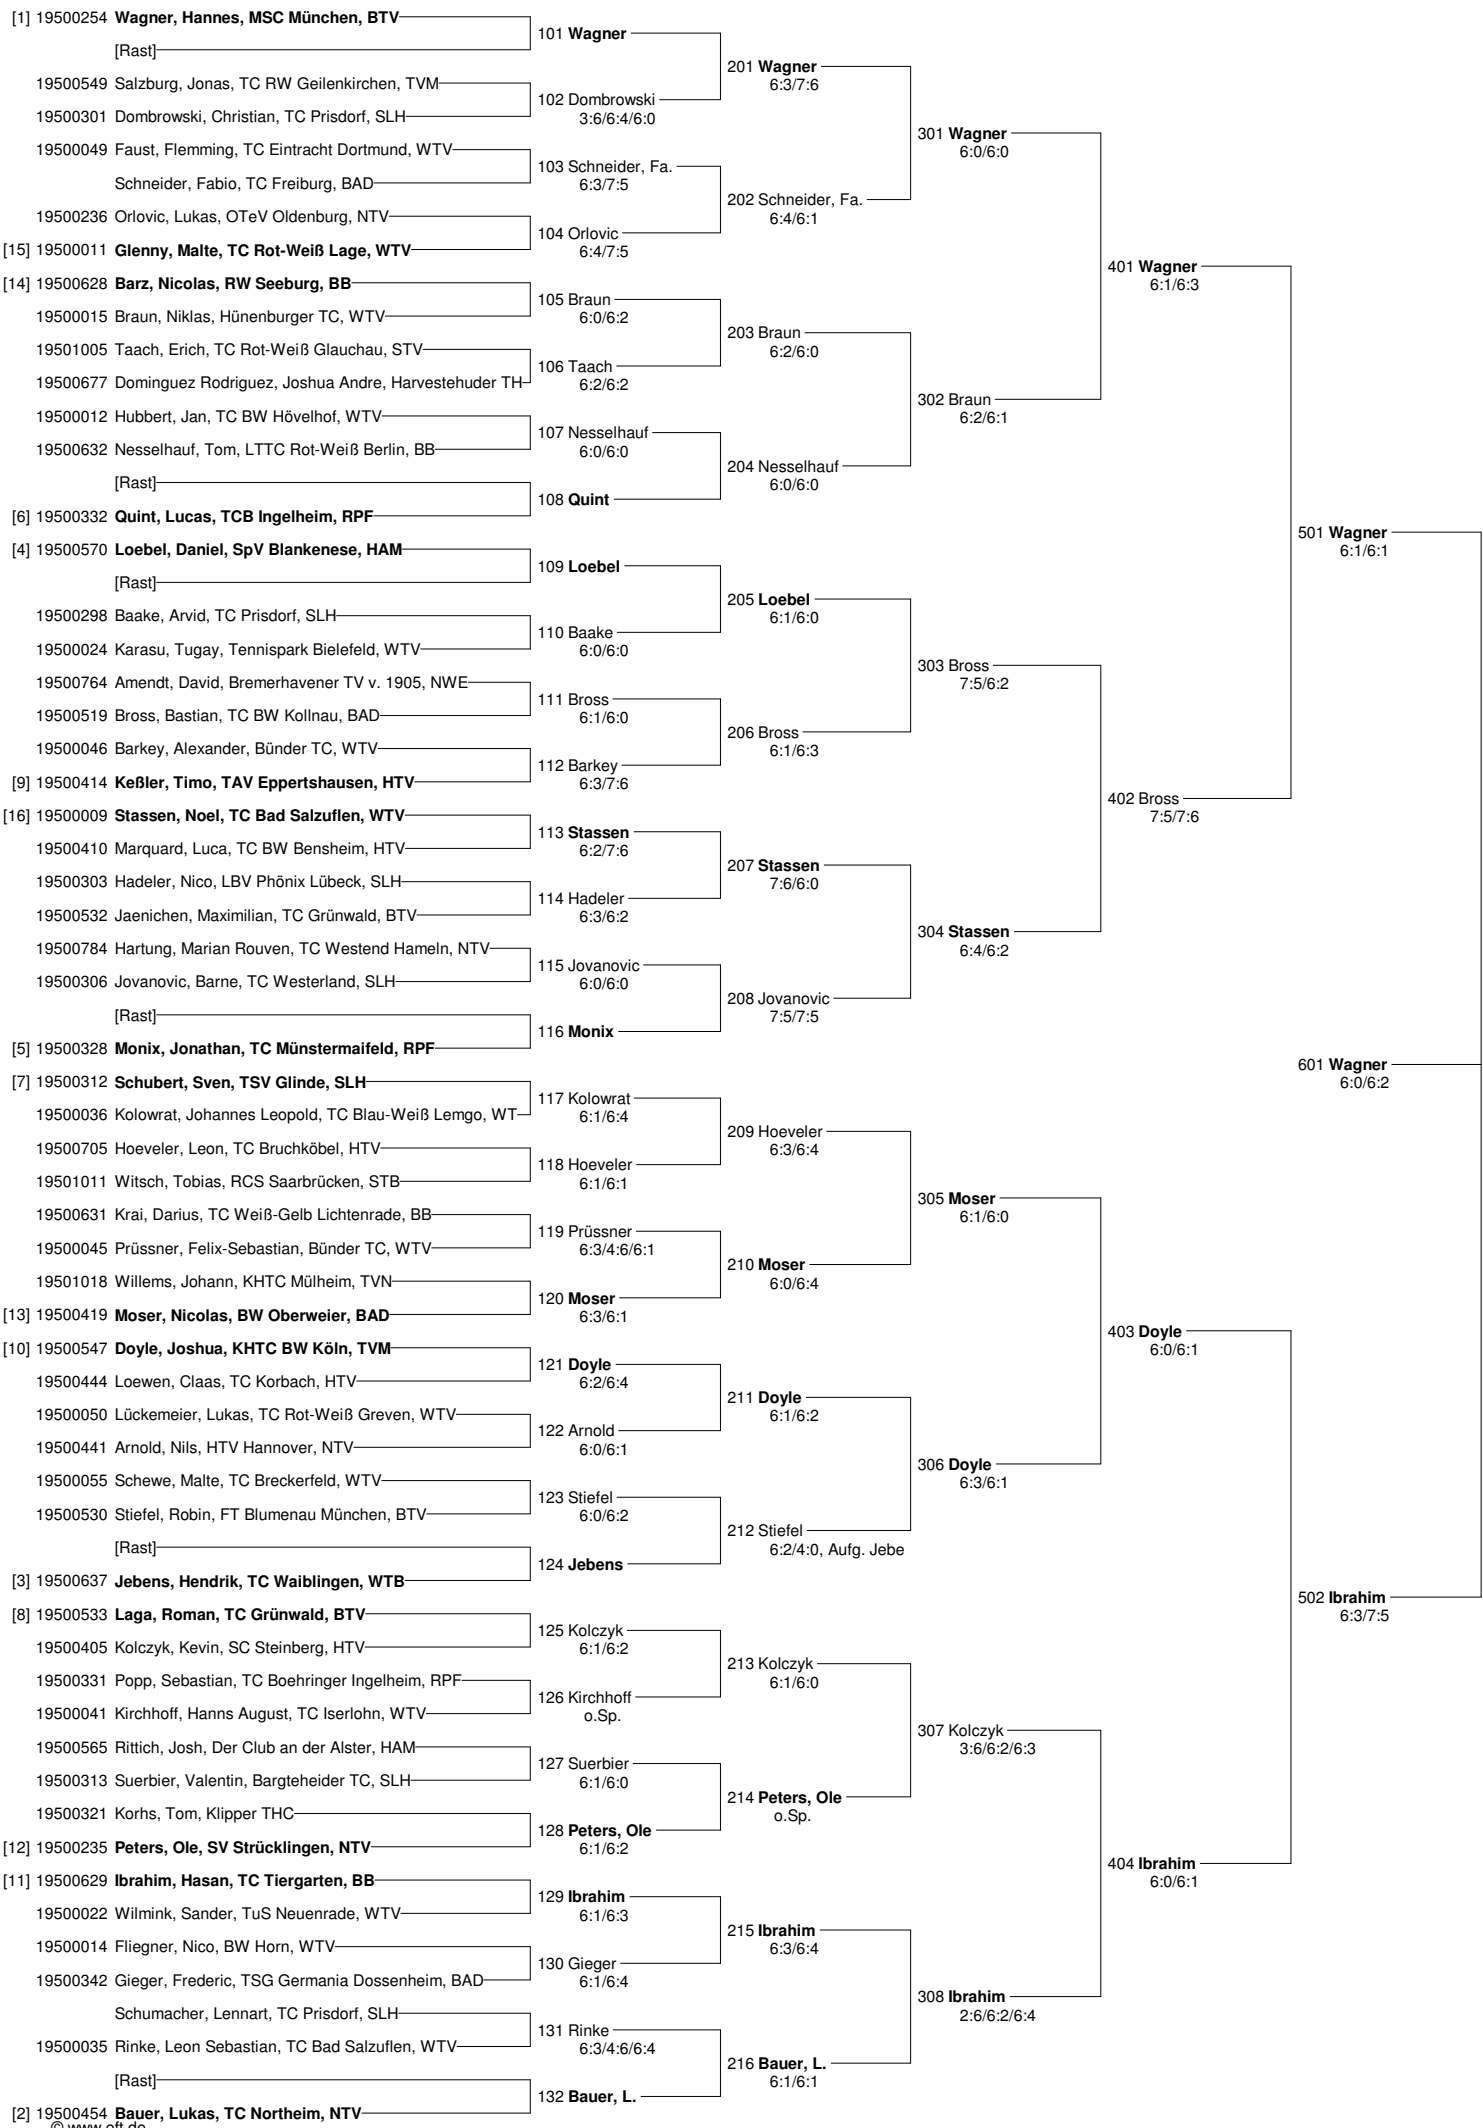 [1] 19500254 Wagner, Hannes, MSC München, BTV
101 Wagner
[Rast]
201 Wagner
6:3/7:6
19500549 Salzburg, Jonas, TC RW Geilenkirchen, TVM
102 Dombrowski
3:6/6:4/6:0
19500301 Dombrowski, Christian, TC Prisdorf, SLH
301 Wagner
6:0/6:0
19500049 Faust, Flemming, TC Eintracht Dortmund, WTV
103 Schneider, Fa.
6:3/7:5
Schneider, Fabio, TC Freiburg, BAD
202 Schneider, Fa.
6:4/6:1
19500236 Orlovic, Lukas, OTeV Oldenburg, NTV
104 Orlovic
6:4/7:5
[15] 19500011 Glenny, Malte, TC Rot-Weiß Lage, WTV
401 Wagner
6:1/6:3
[14] 19500628 Barz, Nicolas, RW Seeburg, BB
105 Braun
6:0/6:2
19500015 Braun, Niklas, Hünenburger TC, WTV
203 Braun
6:2/6:0
19501005 Taach, Erich, TC Rot-Weiß Glauchau, STV
106 Taach
6:2/6:2
19500677 Dominguez Rodriguez, Joshua Andre, Harvestehuder TH
302 Braun
6:2/6:1
19500012 Hubbert, Jan, TC BW Hövelhof, WTV
107 Nesselhauf
6:0/6:0
19500632 Nesselhauf, Tom, LTTC Rot-Weiß Berlin, BB
204 Nesselhauf
6:0/6:0
[Rast]
108 Quint
[6] 19500332 Quint, Lucas, TCB Ingelheim, RPF
501 Wagner
6:1/6:1
[4] 19500570 Loebel, Daniel, SpV Blankenese, HAM
109 Loebel
[Rast]
205 Loebel
6:1/6:0
19500298 Baake, Arvid, TC Prisdorf, SLH
110 Baake
6:0/6:0
19500024 Karasu, Tugay, Tennispark Bielefeld, WTV
303 Bross
7:5/6:2
19500764 Amendt, David, Bremerhavener TV v. 1905, NWE
111 Bross
6:1/6:0
19500519 Bross, Bastian, TC BW Kollnau, BAD
206 Bross
6:1/6:3
19500046 Barkey, Alexander, Bünder TC, WTV
112 Barkey
6:3/7:6
[9] 19500414 Keßler, Timo, TAV Eppertshausen, HTV
402 Bross
7:5/7:6
[16] 19500009 Stassen, Noel, TC Bad Salzuflen, WTV
113 Stassen
6:2/7:6
19500410 Marquard, Luca, TC BW Bensheim, HTV
207 Stassen
7:6/6:0
19500303 Hadeler, Nico, LBV Phönix Lübeck, SLH
114 Hadeler
6:3/6:2
19500532 Jaenichen, Maximilian, TC Grünwald, BTV
304 Stassen
6:4/6:2
19500784 Hartung, Marian Rouven, TC Westend Hameln, NTV
115 Jovanovic
6:0/6:0
19500306 Jovanovic, Barne, TC Westerland, SLH
208 Jovanovic
7:5/7:5
[Rast]
116 Monix
[5] 19500328 Monix, Jonathan, TC Münstermaifeld, RPF
601 Wagner
6:0/6:2
[7] 19500312 Schubert, Sven, TSV Glinde, SLH
117 Kolowrat
6:1/6:4
19500036 Kolowrat, Johannes Leopold, TC Blau-Weiß Lemgo, WT
209 Hoeveler
6:3/6:4
19500705 Hoeveler, Leon, TC Bruchköbel, HTV
118 Hoeveler
6:1/6:1
19501011 Witsch, Tobias, RCS Saarbrücken, STB
305 Moser
6:1/6:0
19500631 Krai, Darius, TC Weiß-Gelb Lichtenrade, BB
119 Prüssner
6:3/4:6/6:1
19500045 Prüssner, Felix-Sebastian, Bünder TC, WTV
210 Moser
6:0/6:4
19501018 Willems, Johann, KHTC Mülheim, TVN
120 Moser
6:3/6:1
[13] 19500419 Moser, Nicolas, BW Oberweier, BAD
403 Doyle
6:0/6:1
[10] 19500547 Doyle, Joshua, KHTC BW Köln, TVM
121 Doyle
6:2/6:4
19500444 Loewen, Claas, TC Korbach, HTV
211 Doyle
6:1/6:2
19500050 Lückemeier, Lukas, TC Rot-Weiß Greven, WTV
122 Arnold
6:0/6:1
19500441 Arnold, Nils, HTV Hannover, NTV
306 Doyle
6:3/6:1
19500055 Schewe, Malte, TC Breckerfeld, WTV
123 Stiefel
6:0/6:2
19500530 Stiefel, Robin, FT Blumenau München, BTV
212 Stiefel
6:2/4:0, Aufg. Jebe
[Rast]
124 Jebens
[3] 19500637 Jebens, Hendrik, TC Waiblingen, WTB
502 Ibrahim
6:3/7:5
[8] 19500533 Laga, Roman, TC Grünwald, BTV
125 Kolczyk
6:1/6:2
19500405 Kolczyk, Kevin, SC Steinberg, HTV
213 Kolczyk
6:1/6:0
19500331 Popp, Sebastian, TC Boehringer Ingelheim, RPF
126 Kirchhoff
o.Sp.
19500041 Kirchhoff, Hanns August, TC Iserlohn, WTV
307 Kolczyk
3:6/6:2/6:3
19500565 Rittich, Josh, Der Club an der Alster, HAM
127 Suerbier
6:1/6:0
19500313 Suerbier, Valentin, Bargteheider TC, SLH
214 Peters, Ole
o.Sp.
19500321 Korhs, Tom, Klipper THC
128 Peters, Ole
6:1/6:2
[12] 19500235 Peters, Ole, SV Strücklingen, NTV
404 Ibrahim
6:0/6:1
[11] 19500629 Ibrahim, Hasan, TC Tiergarten, BB
129 Ibrahim
6:1/6:3
19500022 Wilmink, Sander, TuS Neuenrade, WTV
215 Ibrahim
6:3/6:4
19500014 Fliegner, Nico, BW Horn, WTV
130 Gieger
6:1/6:4
19500342 Gieger, Frederic, TSG Germania Dossenheim, BAD
308 Ibrahim
2:6/6:2/6:4
Schumacher, Lennart, TC Prisdorf, SLH
131 Rinke
6:3/4:6/6:4
19500035 Rinke, Leon Sebastian, TC Bad Salzuflen, WTV
216 Bauer, L.
6:1/6:1
[Rast]
132 Bauer, L.
[2] 19500454 Bauer, Lukas, TC Northeim, NTV
© www.oft.de